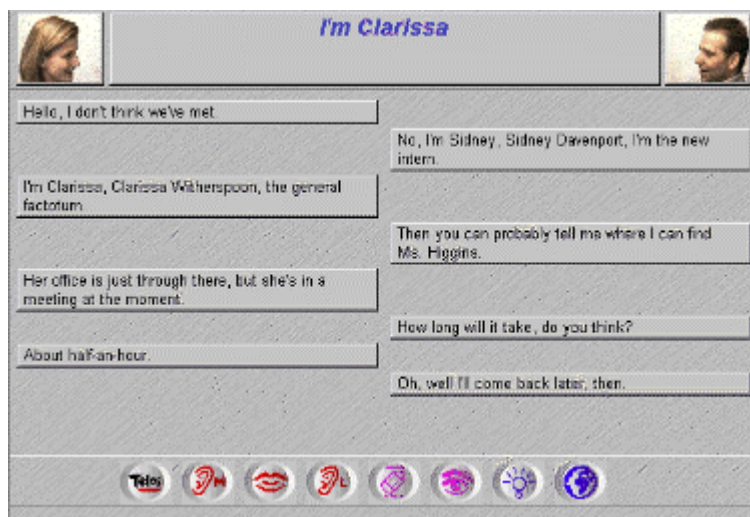 I'm Clarissa
Hello, I don't think we've met.
No, I'm Sidney, Sidney Davenport, I'm the new
intern.
I'm Clarissa, Clarissa Witherspoon, the general
factotum.
Then you can probably tell me where I can find
Ms. Higgins.
Her office is just through there, but she's in a
meeting at the moment.
How long will it take, do you think?
About half-an-hour.
Oh, well I'll come back later, then.
Telos H L